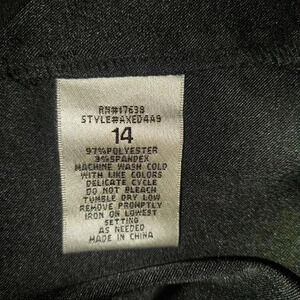 RN#17638
STYLE#AXED4A9
14
97%POLYESTER
3%SPANDEX
MACHINE WASH COLD
WITH LIKE COLORS
DELICATE CYCLE
DO NOT BLEACH
TUMBLE DRY LOW
REMOVE PROMPTLY
IRON ON LOWEST
SETTING
AS NEEDED
MADE IN CHINA